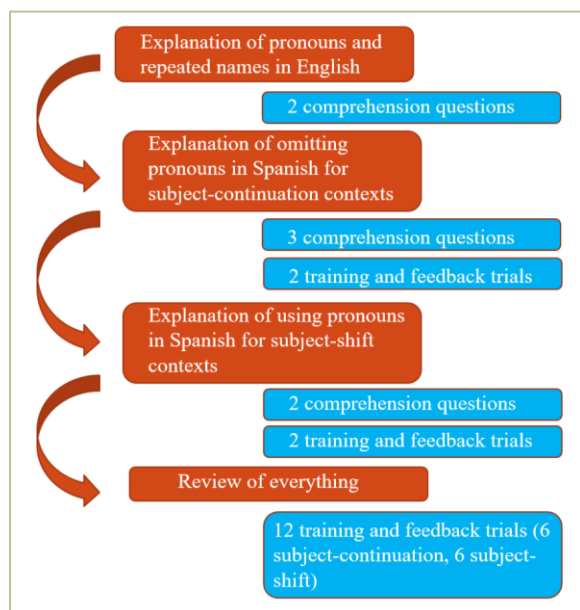 Explanation of pronouns and
repeated names in English
2 comprehension questions
Explanation of omitting
pronouns in Spanish for
subject-continuation contexts
3 comprehension questions
2 training and feedback trials
Explanation of using pronouns
in Spanish for subject-shift
contexts
2 comprehension questions
2 training and feedback trials
Review of everything
12 training and feedback trials (6
subject-continuation, 6 subject-
shift)